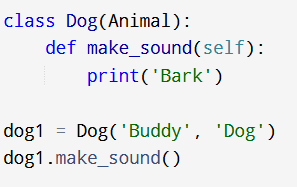 class Dog(Animal):
    def make_sound(self):
        print('Bark')

dog1 = Dog('Buddy', 'Dog')
dog1.make_sound()